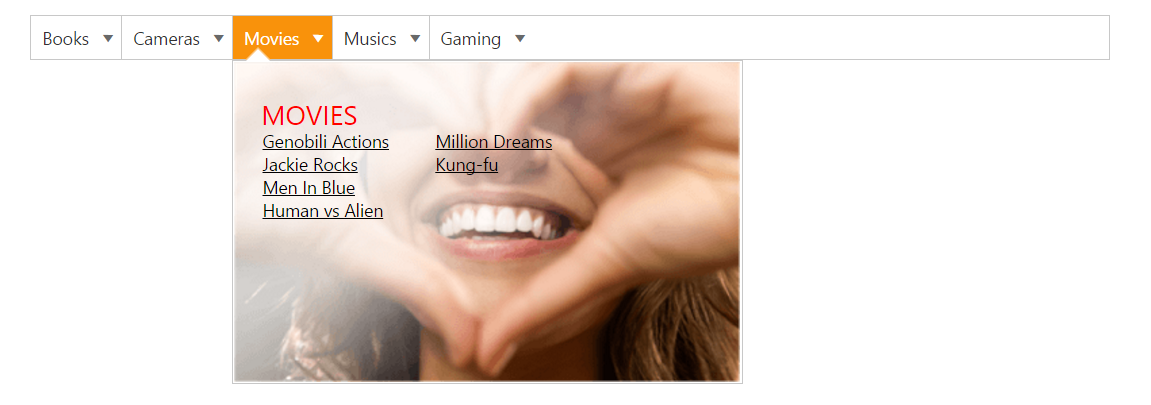 Books Cameras Movies Musics Gaming
MOVIES
Genobili Actions Million Dreams
Jackie Rocks Kung-fu
Men In Blue
Human vs Alien